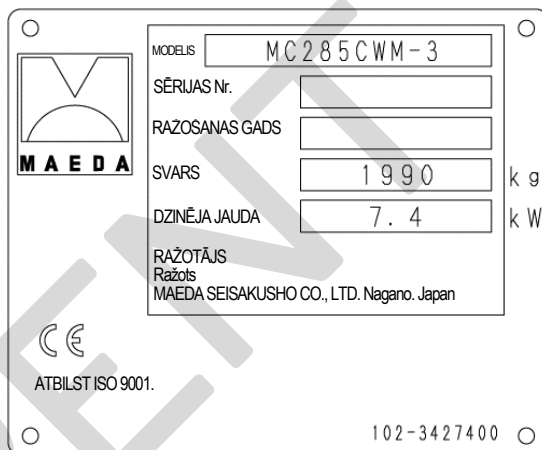 MODELIS MC285CWM-3
MAEDA
SĒRIJAS Nr.
RAŽOŠANAS GADS
SVARS 1990 kg
DZINĒJA JAUDA 7.4 kW
RAŽOTĀJS
Ražots
MAEDA SEISAKUSHO CO., LTD. Nagano. Japan
CE
ATBILST ISO 9001.
102-3427400